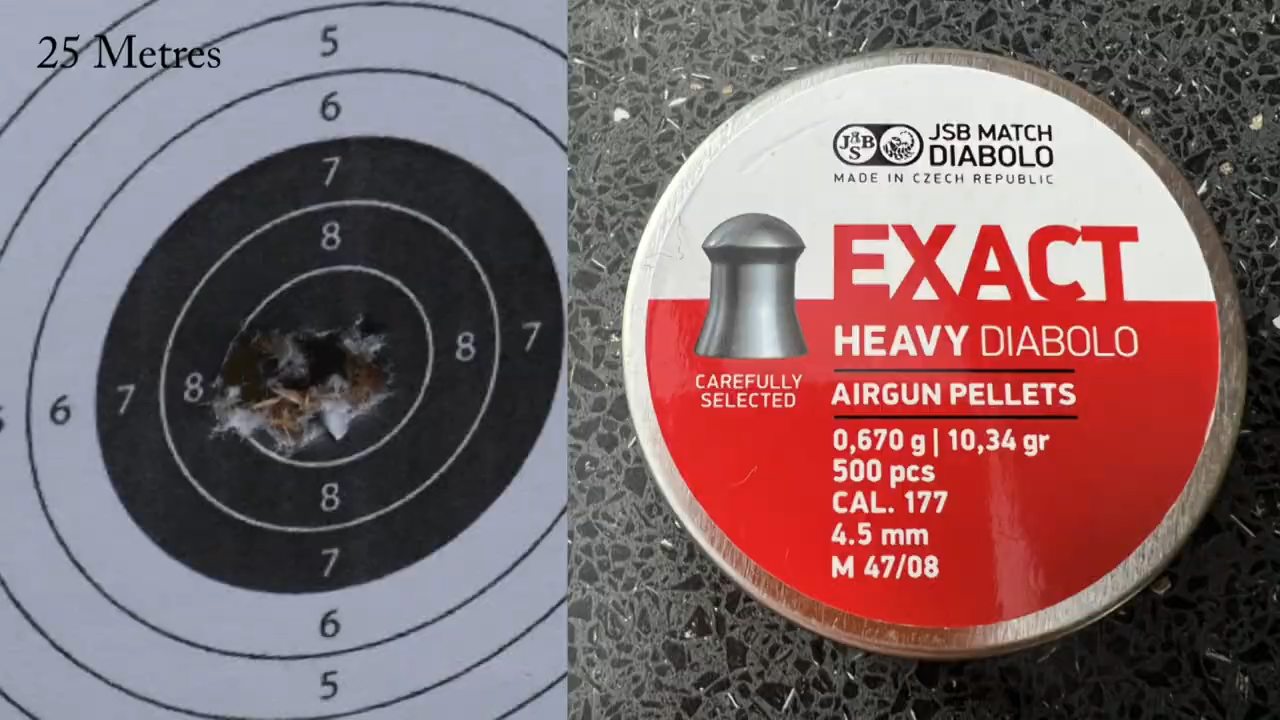 25 Metres
5
6
7
8
8
7
6
7
8
8
7
6
5
J&B
S
JSB MATCH
DIABOLO
MADE IN CZECH REPUBLIC
EXACT
HEAVY DIABOLO
AIRGUN PELLETS
CAREFULLY
SELECTED
0,670 g | 10,34 gr
500 pcs
CAL. 177
4.5 mm
M 47/08